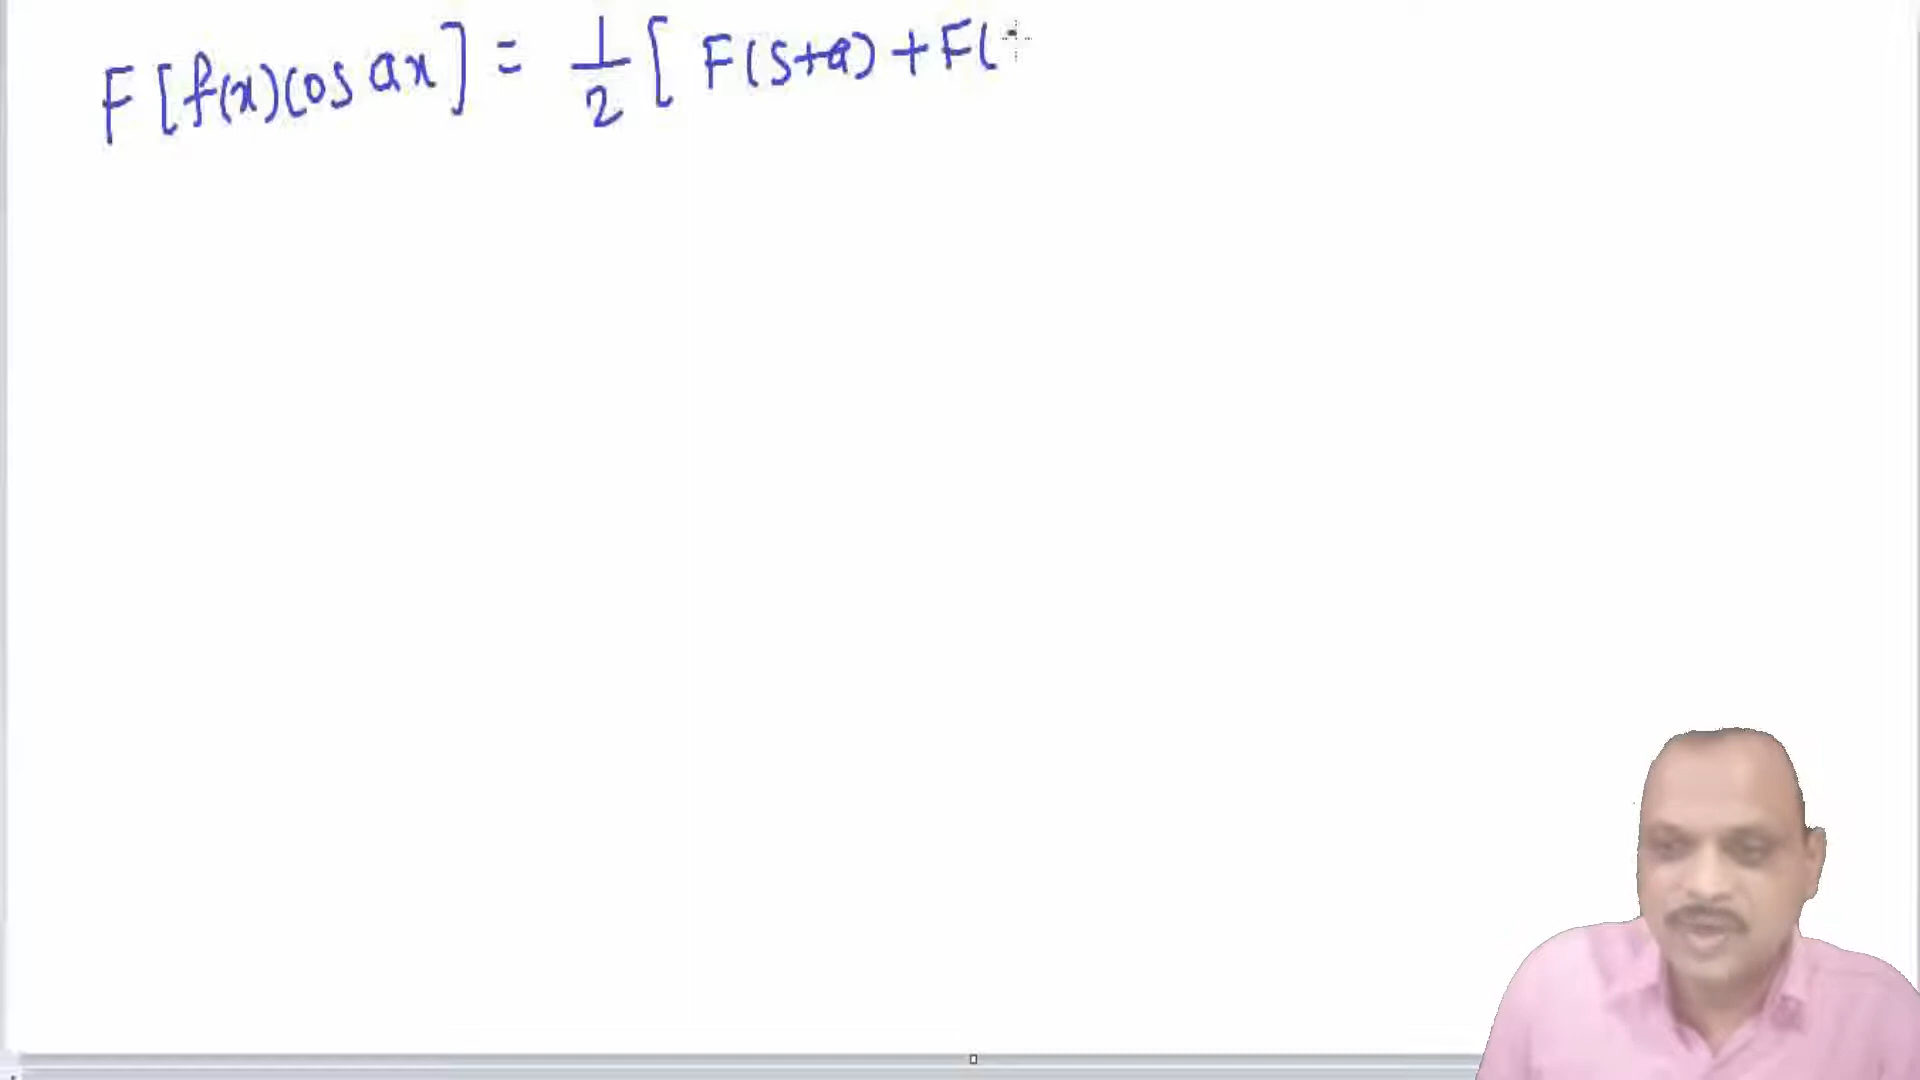 F[f(x)cos ax] = 1/2 [F(s+a) + F(